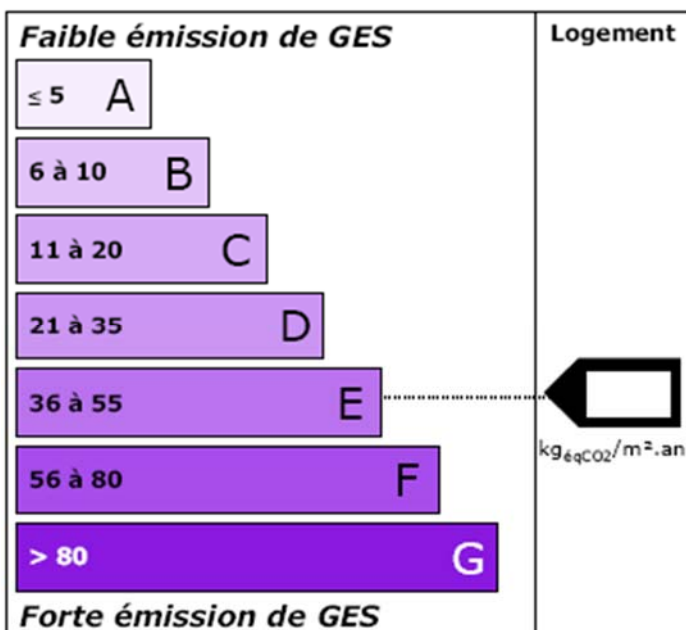 Faible émission de GES
Logement
≤ 5 A
6 à 10 B
11 à 20 C
21 à 35 D
36 à 55 E
kgéqCO2/m².an
56 à 80 F
> 80 G
Forte émission de GES